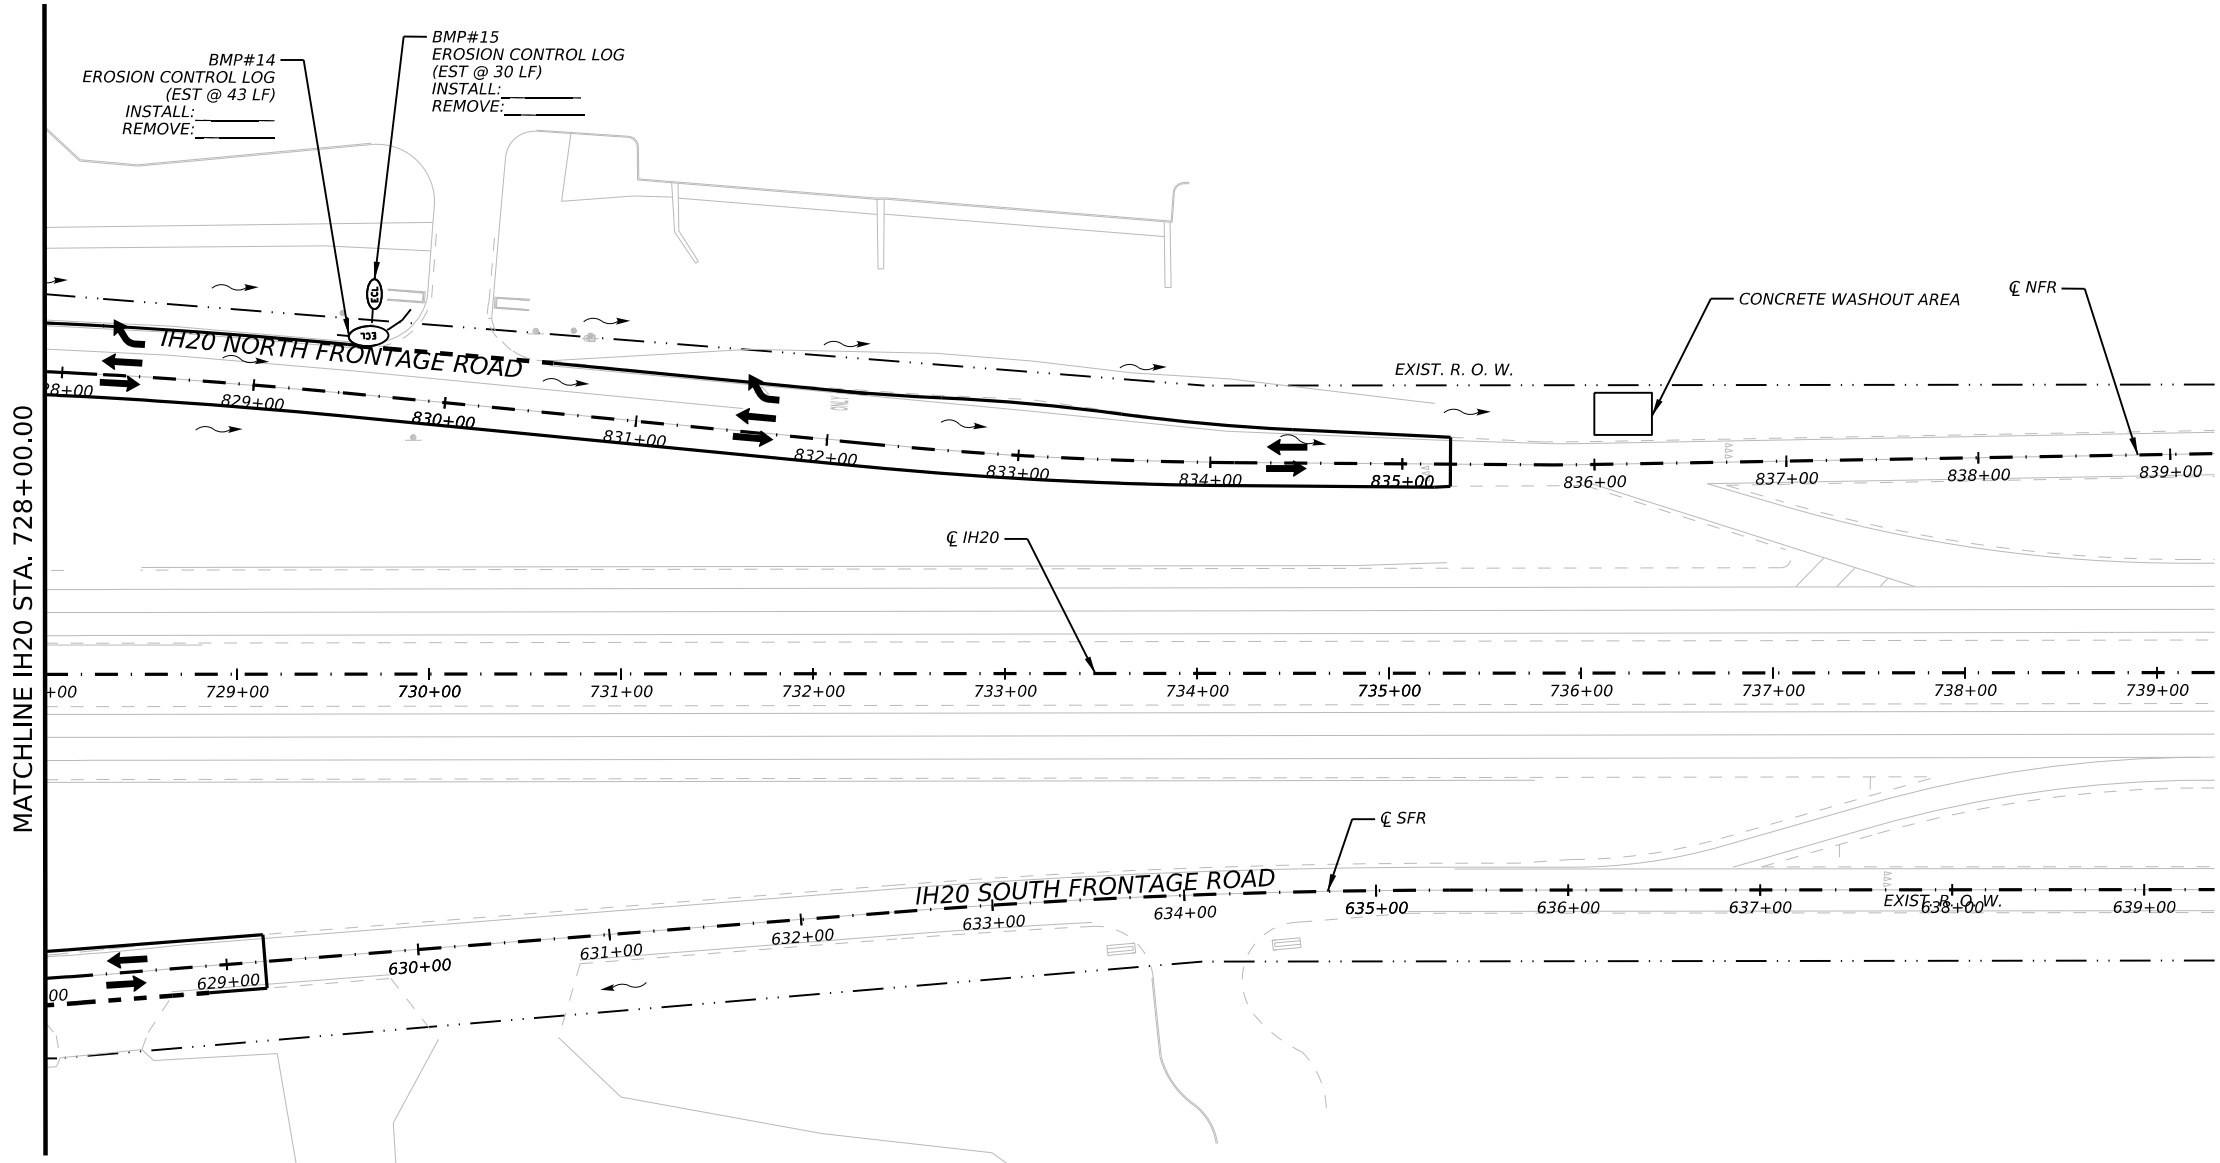 BMP#14
EROSION CONTROL LOG
(EST @ 43 LF)
INSTALL:
REMOVE:
BMP#15
EROSION CONTROL LOG
(EST @ 30 LF)
INSTALL:
REMOVE:
ECL
ECL
IH20 NORTH FRONTAGE ROAD
CONCRETE WASHOUT AREA
℄ NFR
EXIST. R. O. W.
28+00
829+00
830+00
831+00
832+00
833+00
834+00
835+00
836+00
837+00
838+00
839+00
MATCHLINE IH20 STA. 728+00.00
℄ IH20
+00
729+00
730+00
731+00
732+00
733+00
734+00
735+00
736+00
737+00
738+00
739+00
℄ SFR
IH20 SOUTH FRONTAGE ROAD
EXIST. R. O. W.
00
629+00
630+00
631+00
632+00
633+00
634+00
635+00
636+00
637+00
638+00
639+00